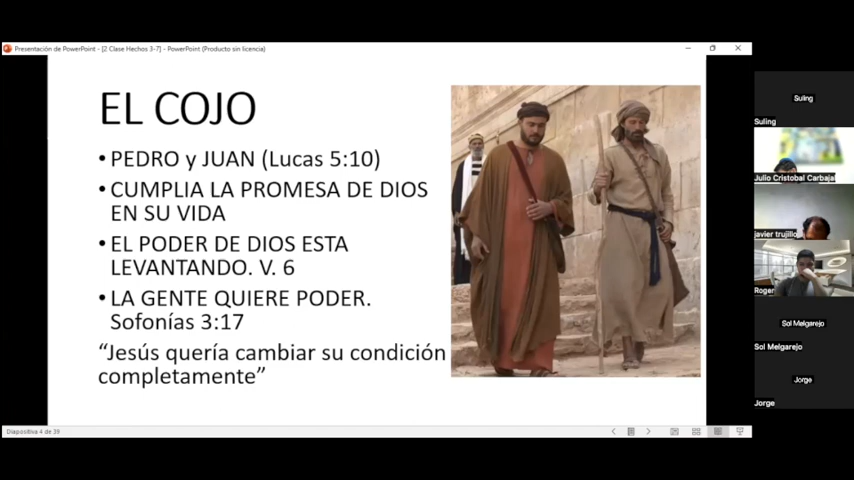 Presentación de PowerPoint - [2 Clase Hechos 3-7] - PowerPoint (Producto sin licencia)
EL COJO
• PEDRO y JUAN (Lucas 5:10)
• CUMPLIA LA PROMESA DE DIOS
EN SU VIDA
• EL PODER DE DIOS ESTA
LEVANTANDO. V. 6
• LA GENTE QUIERE PODER.
Sofonías 3:17
“Jesús quería cambiar su condición
completamente”
Diapositiva 4 de 39
Suling
Suling
Julio Cristobal Carbajal
javier trujillo
Roger
Sol Melgarejo
Sol Melgarejo
Jorge
Jorge